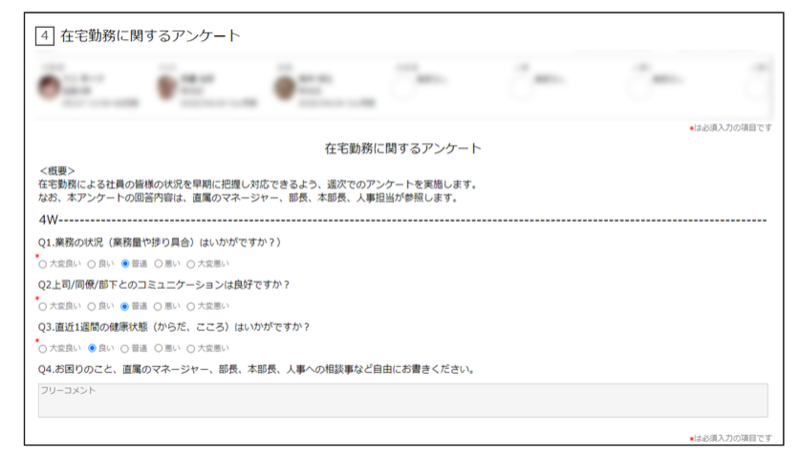 4 在宅勤務に関するアンケート
*は必須入力の項目です
在宅勤務に関するアンケート
<概要>
在宅勤務による社員の皆様の状況を早期に把握し対応できるよう、週次でのアンケートを実施します。
なお、本アンケートの回答内容は、直属のマネージャー、部長、本部長、人事担当が参照します。
4W------------------------------------------------------------
Q1.業務の状況（業務量や捗り具合）はいかがですか？）
*
大変良い 良い 普通 悪い 大変悪い
Q2上司/同僚/部下とのコミュニケーションは良好ですか？
*
大変良い 良い 普通 悪い 大変悪い
Q3.直近1週間の健康状態（からだ、こころ）はいかがですか？
*
大変良い 良い 普通 悪い 大変悪い
Q4.お困りのこと、直属のマネージャー、部長、本部長、人事への相談事など自由にお書きください。
フリーコメント
*は必須入力の項目です